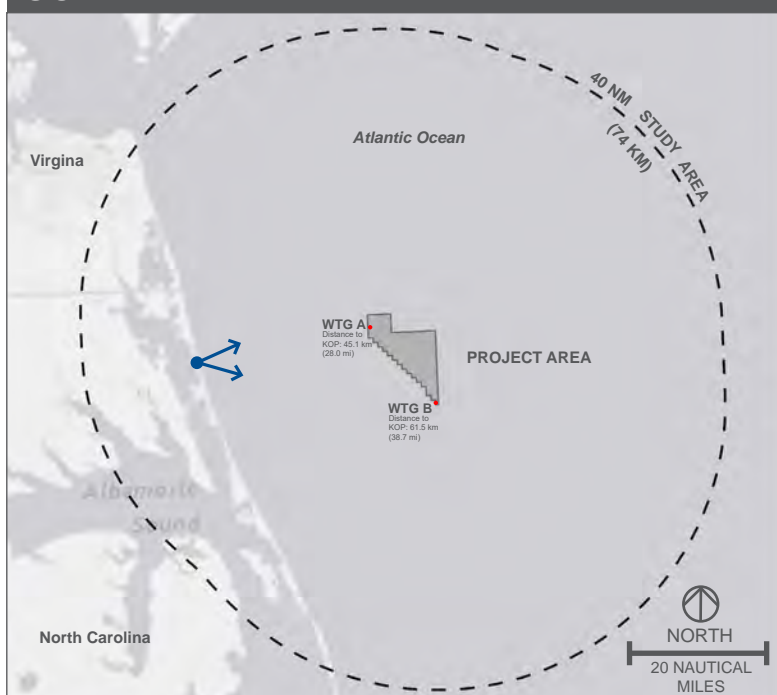 40 NM STUDY AREA
(74 KM)
Atlantic Ocean
Virgina
WTG A
Distance to
KOP: 45.1 km
(28.0 mi)
PROJECT AREA
WTG B
Distance to
KOP: 61.5 km
(38.7 mi)
Albemarle
Sound
North Carolina
NORTH
20 NAUTICAL
MILES